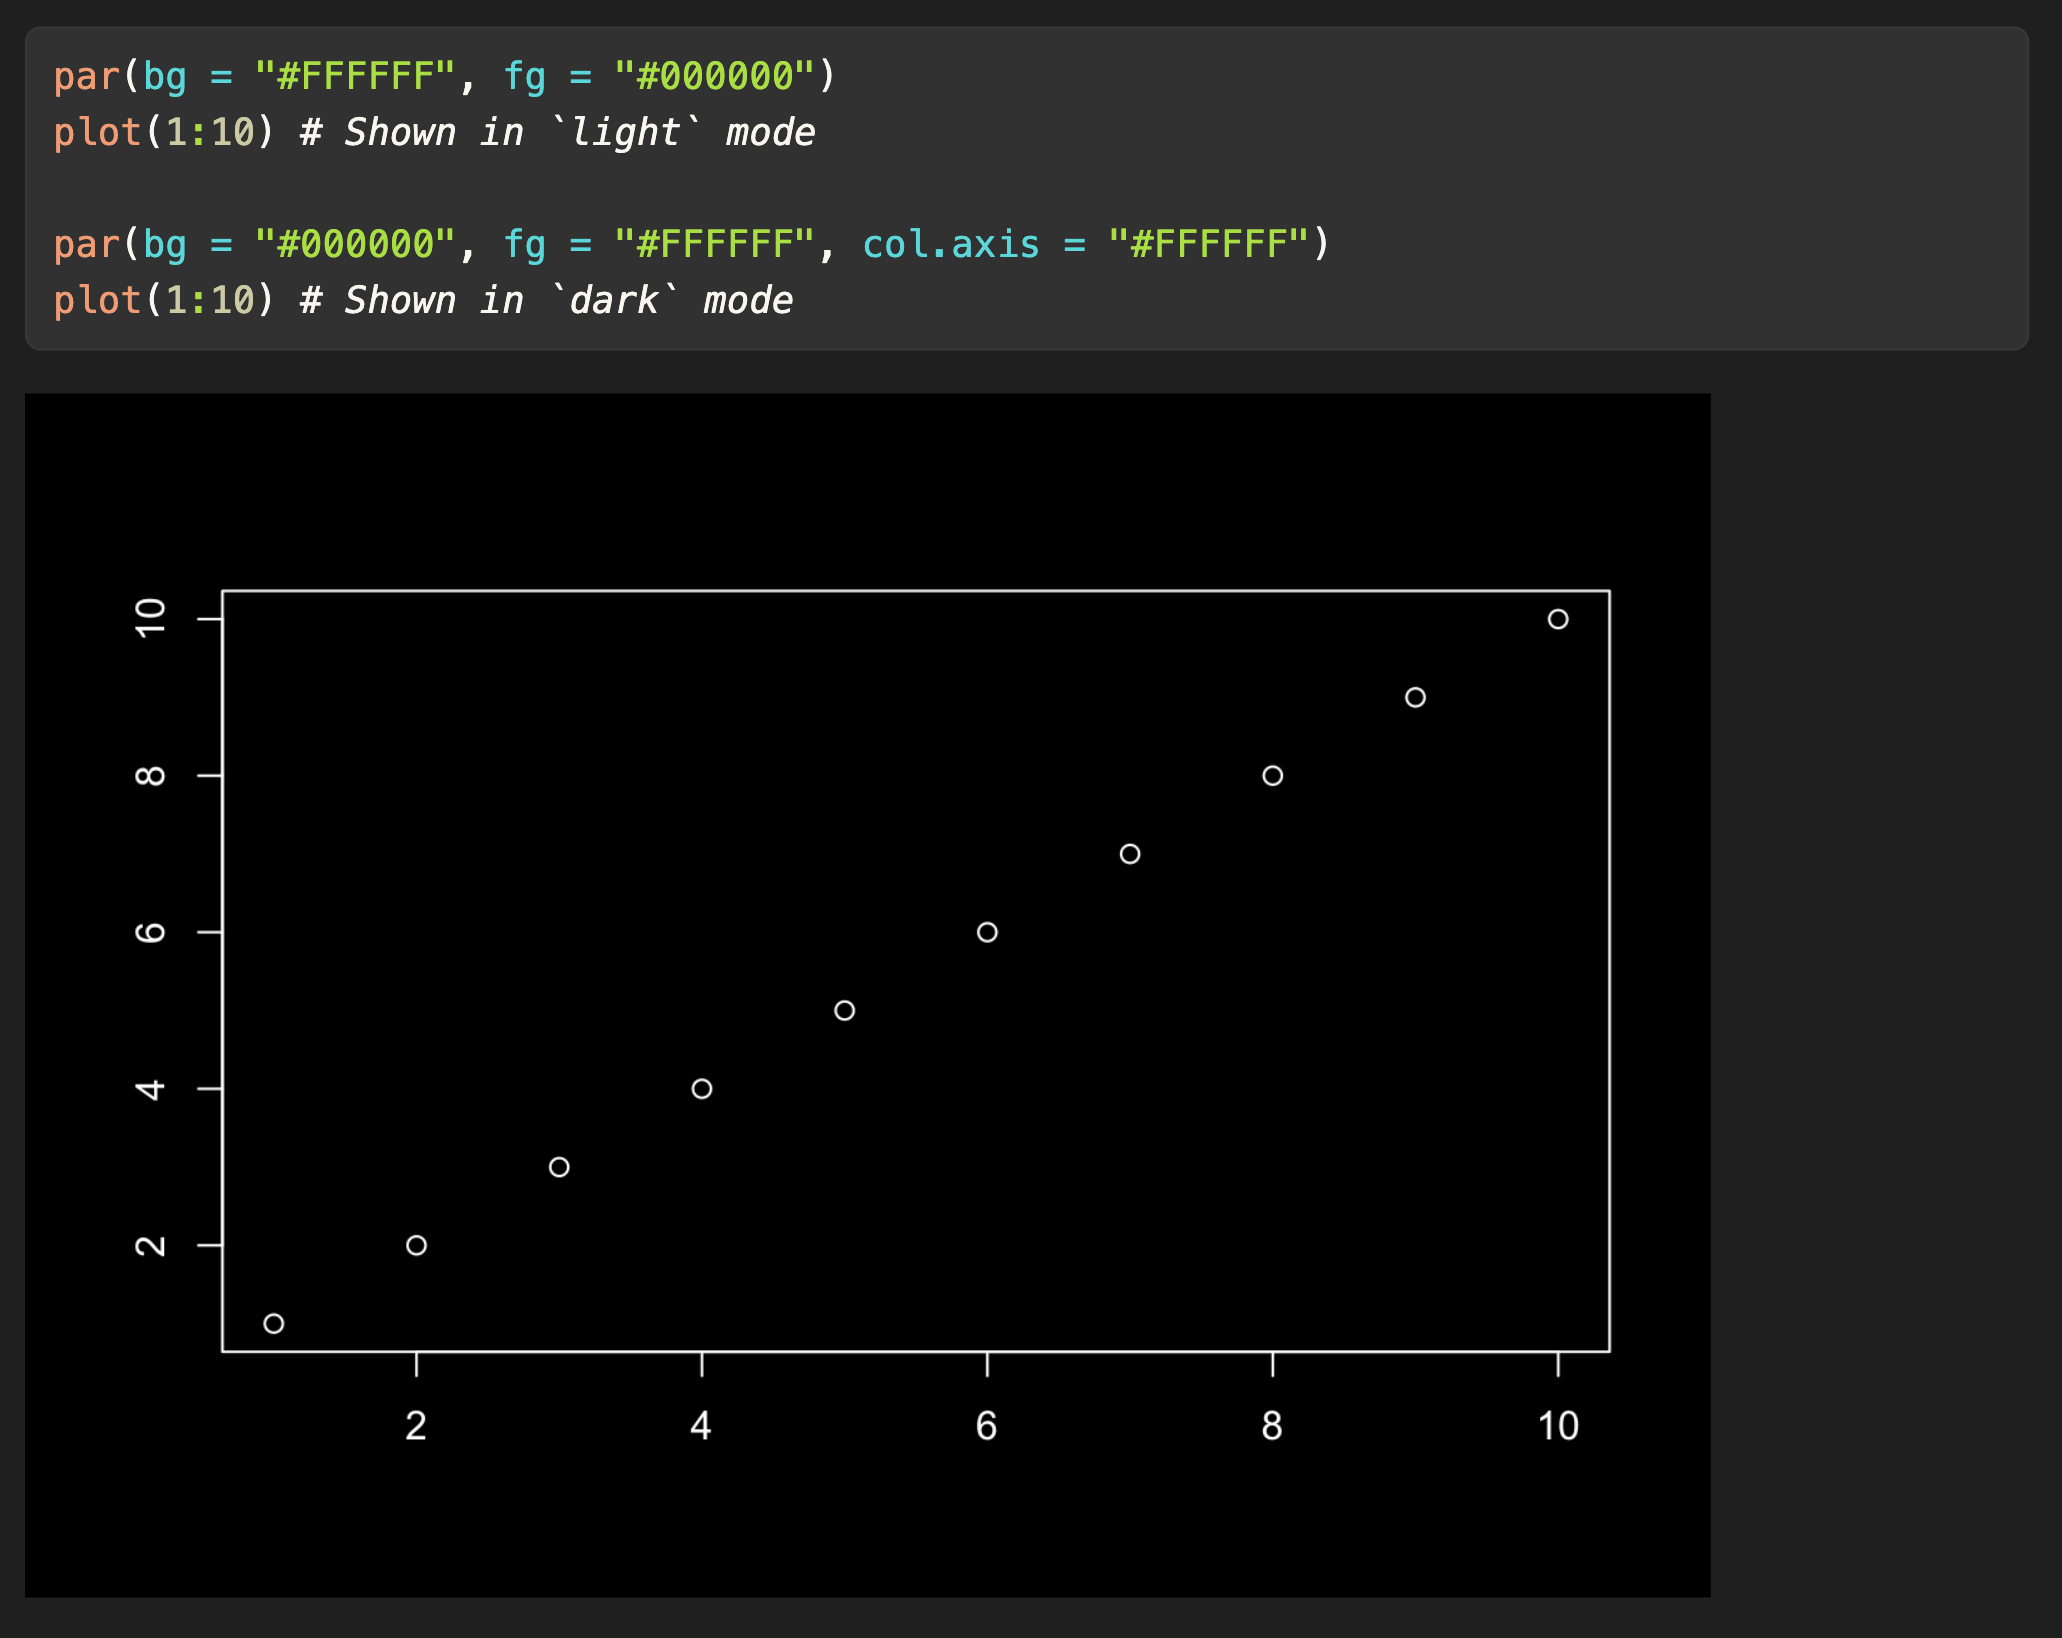 par(bg = "#FFFFFF", fg = "#000000")
plot(1:10) # Shown in `light` mode
par(bg = "#000000", fg = "#FFFFFF", col.axis = "#FFFFFF")
plot(1:10) # Shown in `dark` mode
10
8
6
4
2
2 4 6 8 10